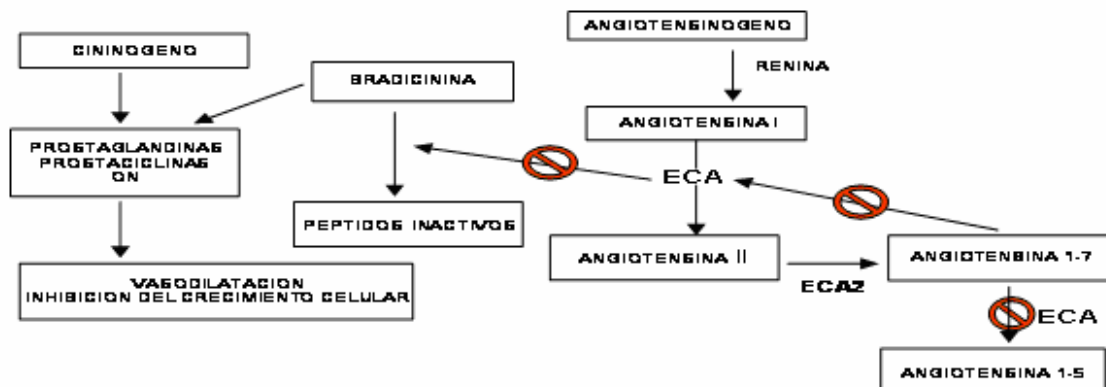 ANGIOTENSINOGENO
CININOGENO
RENINA
BRADICININA
ANGIOTENSINA I
PROSTAGLANDINAS
PROSTACICLINAS
ON
ECA
PEPTIDOS INACTIVOS
ANGIOTENSINA II
ECA2
ANGIOTENSINA 1-7
VASODILATACION
INHIBICION DEL CRECIMIENTO CELULAR
ECA
ANGIOTENSINA 1-5